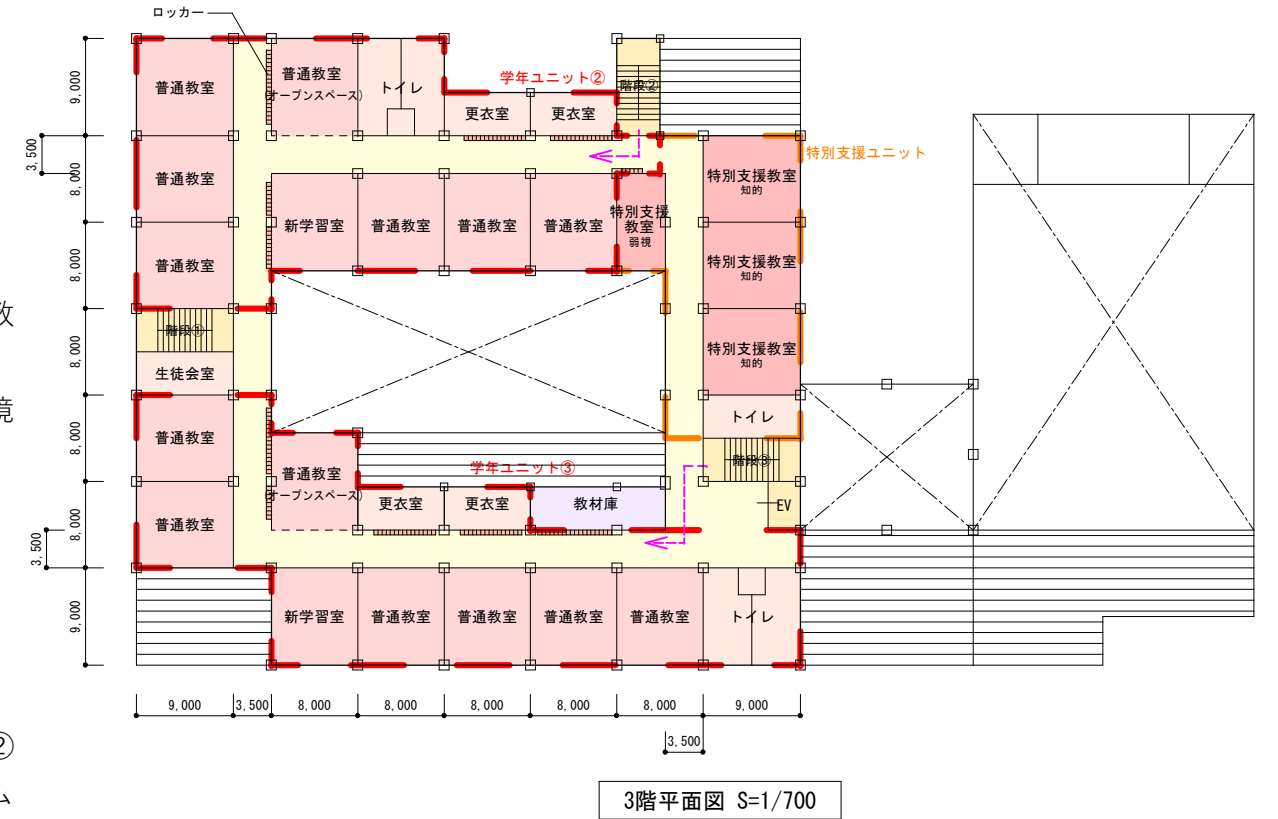 ロッカー
普通教室
普通教室
(オープンスペース)
トイレ
学年ユニット②
更衣室
更衣室
階段②
9,000
3,500
8,000
8,000
8,000
8,000
8,000
3,500
9,000
特別支援ユニット
普通教室
特別支援教室
知的
新学習室
普通教室
普通教室
普通教室
特別支援
教室
弱視
普通教室
特別支援教室
知的
教
階段①
特別支援教室
知的
生徒会室
境
トイレ
普通教室
階段③
学年ユニット③
普通教室
(オープンスペース)
更衣室
更衣室
教材庫
EV
普通教室
新学習室
普通教室
普通教室
普通教室
普通教室
トイレ
9,000
3,500
8,000
8,000
8,000
8,000
8,000
9,000
3,500
②
ム
3階平面図 S=1/700